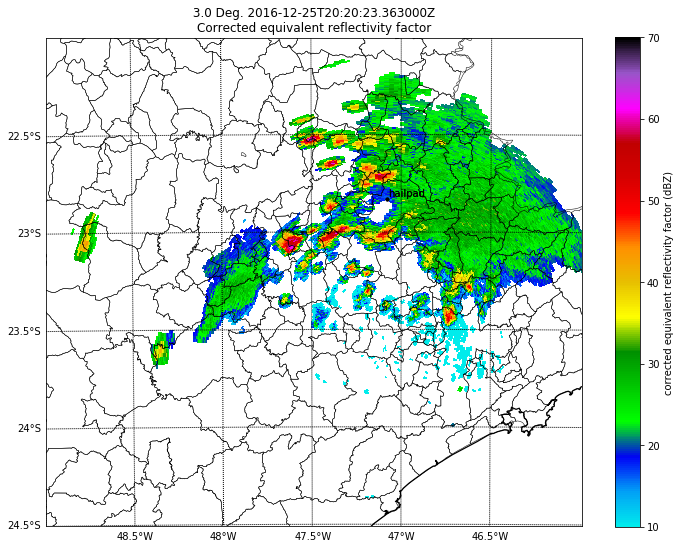 3.0 Deg. 2016-12-25T20:20:23.363000Z
Corrected equivalent reflectivity factor
22.5°S
23°S
23.5°S
24°S
24.5°S
48.5°W
48°W
47.5°W
47°W
46.5°W
hailpad
70
60
50
40
30
20
10
corrected equivalent reflectivity factor (dBZ)